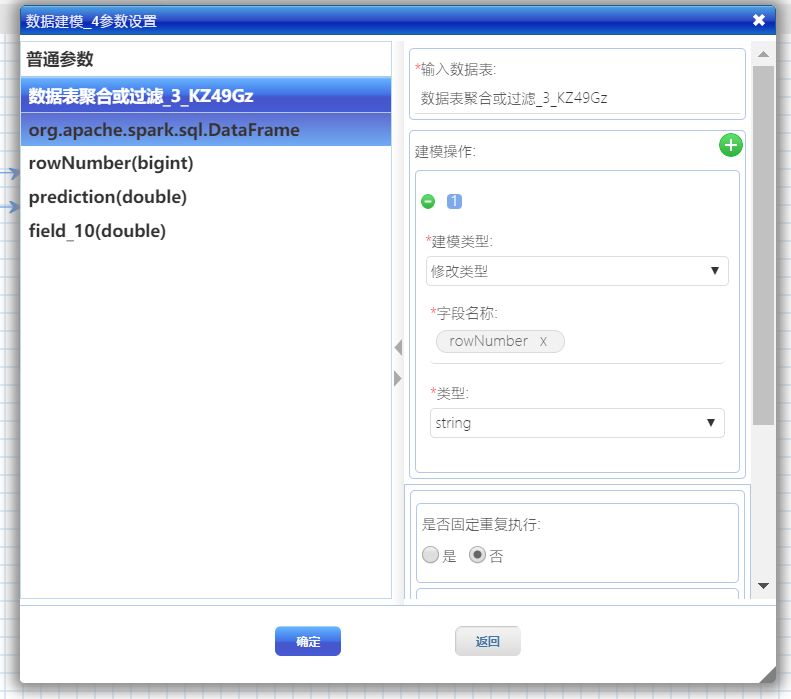 数据建模_4参数设置
普通参数
数据表聚合或过滤_3_KZ49Gz
org.apache.spark.sql.DataFrame
rowNumber(bigint)
prediction(double)
field_10(double)
*输入数据表:
数据表聚合或过滤_3_KZ49Gz
建模操作:
1
*建模类型:
修改类型
*字段名称:
rowNumber x
*类型:
string
是否固定重复执行:
是 否
确定 返回